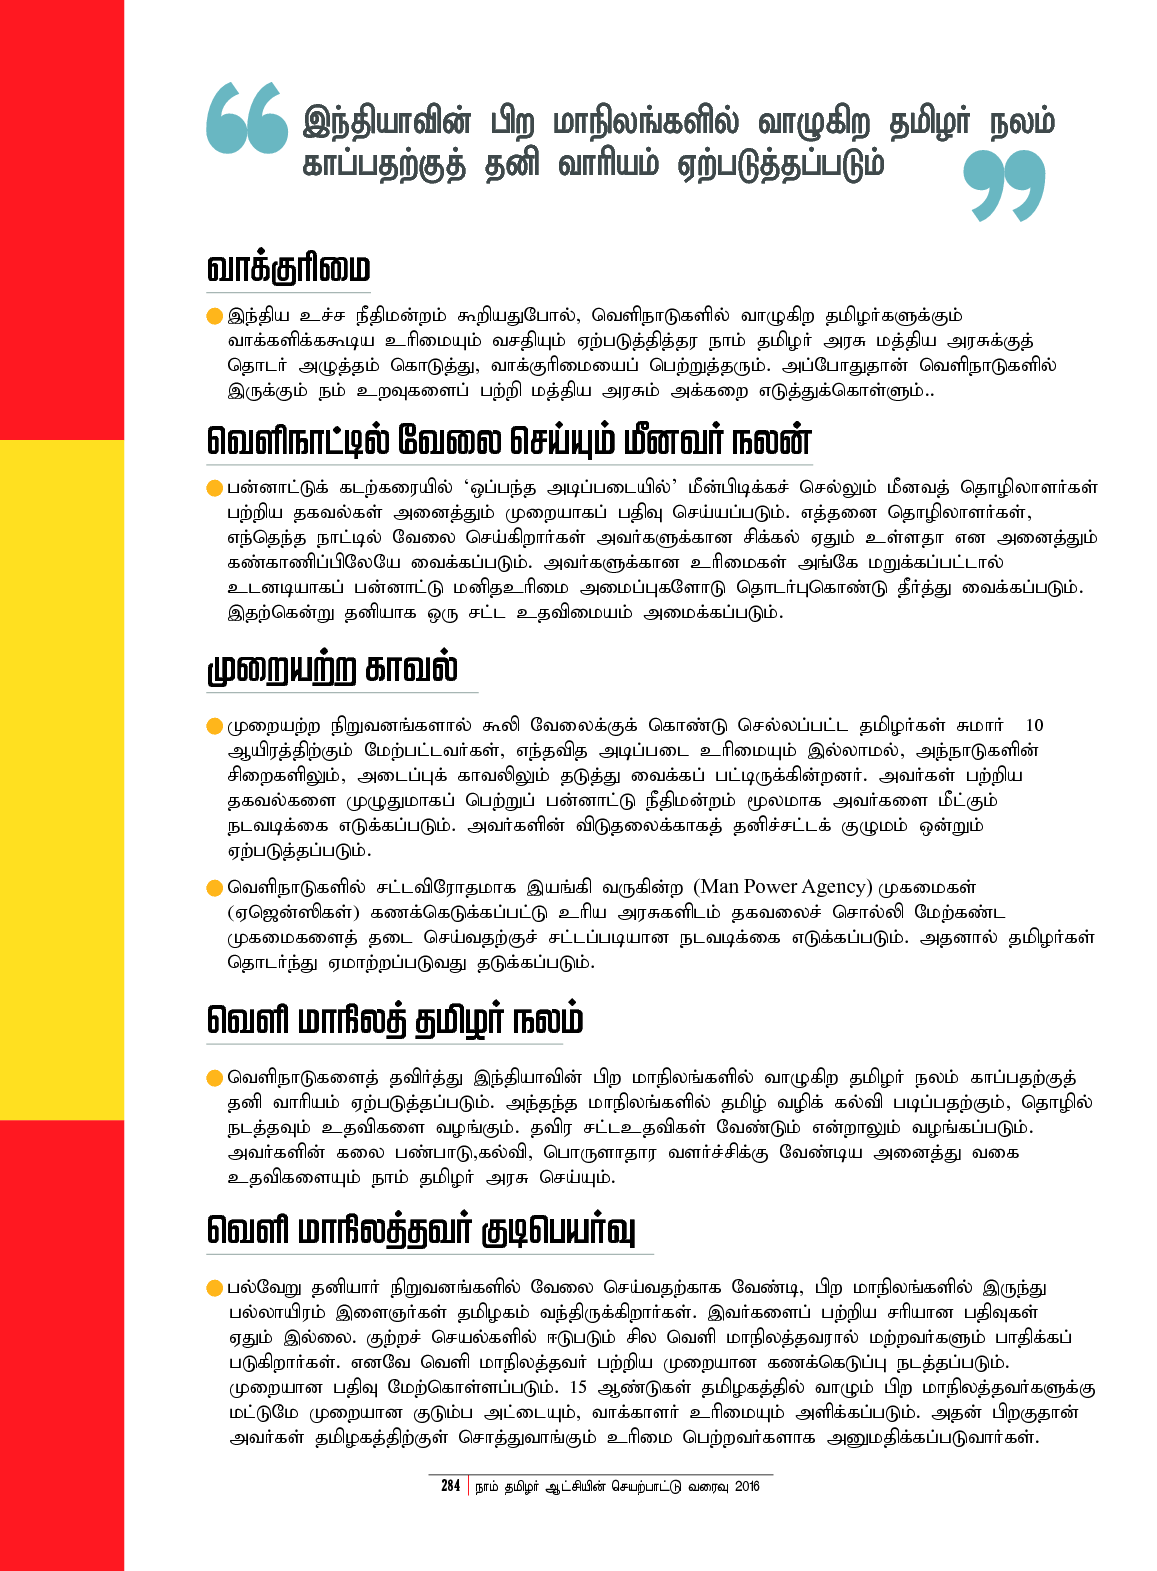 “ இந்தியாவின் பிற மாநிலங்களில் வாழுகிற தமிழர் நலம்
காப்பதற்குத் தனி வாரியம் ஏற்படுத்தப்படும் ”
வாக்குரிமை
இந்திய உச்ச நீதிமன்றம் கூறியதுபோல், வெளிநாடுகளில் வாழுகிற தமிழர்களுக்கும்
வாக்களிக்ககூடிய உரிமையும் வசதியும் ஏற்படுத்தித்தர நாம் தமிழர் அரசு மத்திய அரசுக்குத்
தொடர் அழுத்தம் கொடுத்து, வாக்குரிமையைப் பெற்றுத்தரும். அப்போதுதான் வெளிநாடுகளில்
இருக்கும் நம் உறவுகளைப் பற்றி மத்திய அரசும் அக்கறை எடுத்துக்கொள்ளும்..
வெளிநாட்டில் வேலை செய்யும் மீனவர் நலன்
பன்னாட்டுக் கடற்கரையில் ‘ஒப்பந்த அடிப்படையில்’ மீன்பிடிக்கச் செல்லும் மீனவத் தொழிலாளர்கள்
பற்றிய தகவல்கள் அனைத்தும் முறையாகப் பதிவு செய்யப்படும். எத்தனை தொழிலாளர்கள்,
எந்தெந்த நாட்டில் வேலை செய்கிறார்கள் அவர்களுக்கான சிக்கல் ஏதும் உள்ளதா என அனைத்தும்
கண்காணிப்பிலேயே வைக்கப்படும். அவர்களுக்கான உரிமைகள் அங்கே மறுக்கப்பட்டால்
உடனடியாகப் பன்னாட்டு மனிதஉரிமை அமைப்புகளோடு தொடர்புகொண்டு தீர்த்து வைக்கப்படும்.
இதற்கென்று தனியாக ஒரு சட்ட உதவிமையம் அமைக்கப்படும்.
முறையற்ற காவல்
முறையற்ற நிறுவனங்களால் கூலி வேலைக்குக் கொண்டு செல்லப்பட்ட தமிழர்கள் சுமார் 10
ஆயிரத்திற்கும் மேற்பட்டவர்கள், எந்தவித அடிப்படை உரிமையும் இல்லாமல், அந்நாடுகளின்
சிறைகளிலும், அடைப்புக் காவலிலும் தடுத்து வைக்கப் பட்டிருக்கின்றனர். அவர்கள் பற்றிய
தகவல்களை முழுதுமாகப் பெற்றுப் பன்னாட்டு நீதிமன்றம் மூலமாக அவர்களை மீட்கும்
நடவடிக்கை எடுக்கப்படும். அவர்களின் விடுதலைக்காகத் தனிச்சட்டக் குழுமம் ஒன்றும்
ஏற்படுத்தப்படும்.
வெளிநாடுகளில் சட்டவிரோதமாக இயங்கி வருகின்ற (Man Power Agency) முகமைகள்
(ஏஜென்ஸிகள்) கணக்கெடுக்கப்பட்டு உரிய அரசுகளிடம் தகவலைச் சொல்லி மேற்கண்ட
முகமைகளைத் தடை செய்வதற்குச் சட்டப்படியான நடவடிக்கை எடுக்கப்படும். அதனால் தமிழர்கள்
தொடர்ந்து ஏமாற்றப்படுவது தடுக்கப்படும்.
வெளி மாநிலத் தமிழர் நலம்
வெளிநாடுகளைத் தவிர்த்து இந்தியாவின் பிற மாநிலங்களில் வாழுகிற தமிழர் நலம் காப்பதற்குத்
தனி வாரியம் ஏற்படுத்தப்படும். அந்தந்த மாநிலங்களில் தமிழ் வழிக் கல்வி படிப்பதற்கும், தொழில்
நடத்தவும் உதவிகளை வழங்கும். தவிர சட்டஉதவிகள் வேண்டும் என்றாலும் வழங்கப்படும்.
அவர்களின் கலை பண்பாடு,கல்வி, பொருளாதார வளர்ச்சிக்கு வேண்டிய அனைத்து வகை
உதவிகளையும் நாம் தமிழர் அரசு செய்யும்.
வெளி மாநிலத்தவர் குடிபெயர்வு
பல்வேறு தனியார் நிறுவனங்களில் வேலை செய்வதற்காக வேண்டி, பிற மாநிலங்களில் இருந்து
பல்லாயிரம் இளைஞர்கள் தமிழகம் வந்திருக்கிறார்கள். இவர்களைப் பற்றிய சரியான பதிவுகள்
ஏதும் இல்லை. குற்றச் செயல்களில் ஈடுபடும் சில வெளி மாநிலத்தவரால் மற்றவர்களும் பாதிக்கப்
படுகிறார்கள். எனவே வெளி மாநிலத்தவர் பற்றிய முறையான கணக்கெடுப்பு நடத்தப்படும்.
முறையான பதிவு மேற்கொள்ளப்படும். 15 ஆண்டுகள் தமிழகத்தில் வாழும் பிற மாநிலத்தவர்களுக்கு
மட்டுமே முறையான குடும்ப அட்டையும், வாக்காளர் உரிமையும் அளிக்கப்படும். அதன் பிறகுதான்
அவர்கள் தமிழகத்திற்குள் சொத்துவாங்கும் உரிமை பெற்றவர்களாக அனுமதிக்கப்படுவார்கள்.
284 | நாம் தமிழர் ஆட்சியின் செயற்பாட்டு வரைவு 2016